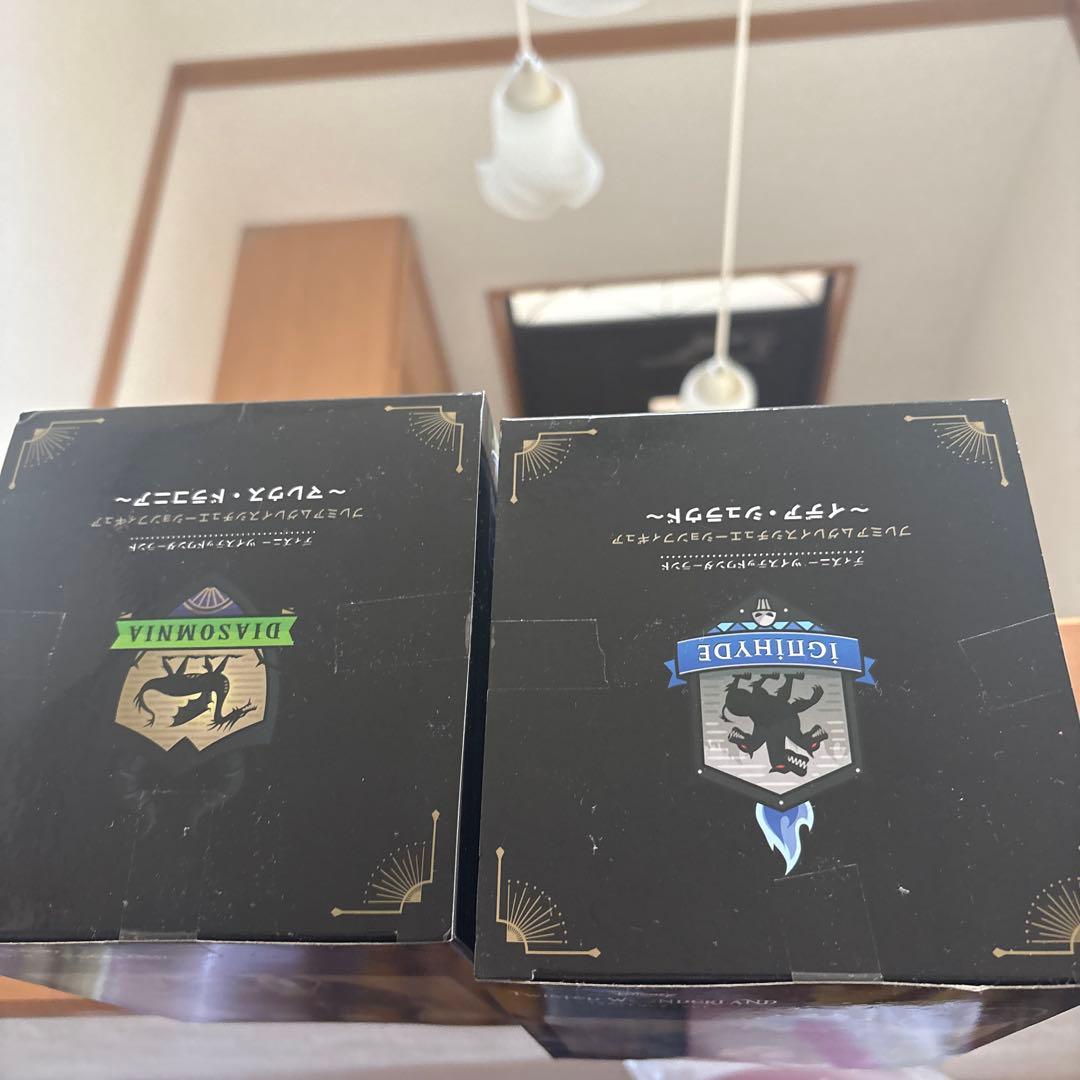 DIASOMNIA
ディズニー ツイステッドワンダーランド
プレミアムグレイスシチュエーションフィギュア
～マレウス・ドラコニア～
IGNIHYDE
ディズニー ツイステッドワンダーランド
プレミアムグレイスシチュエーションフィギュア
～イデア・シュラウド～